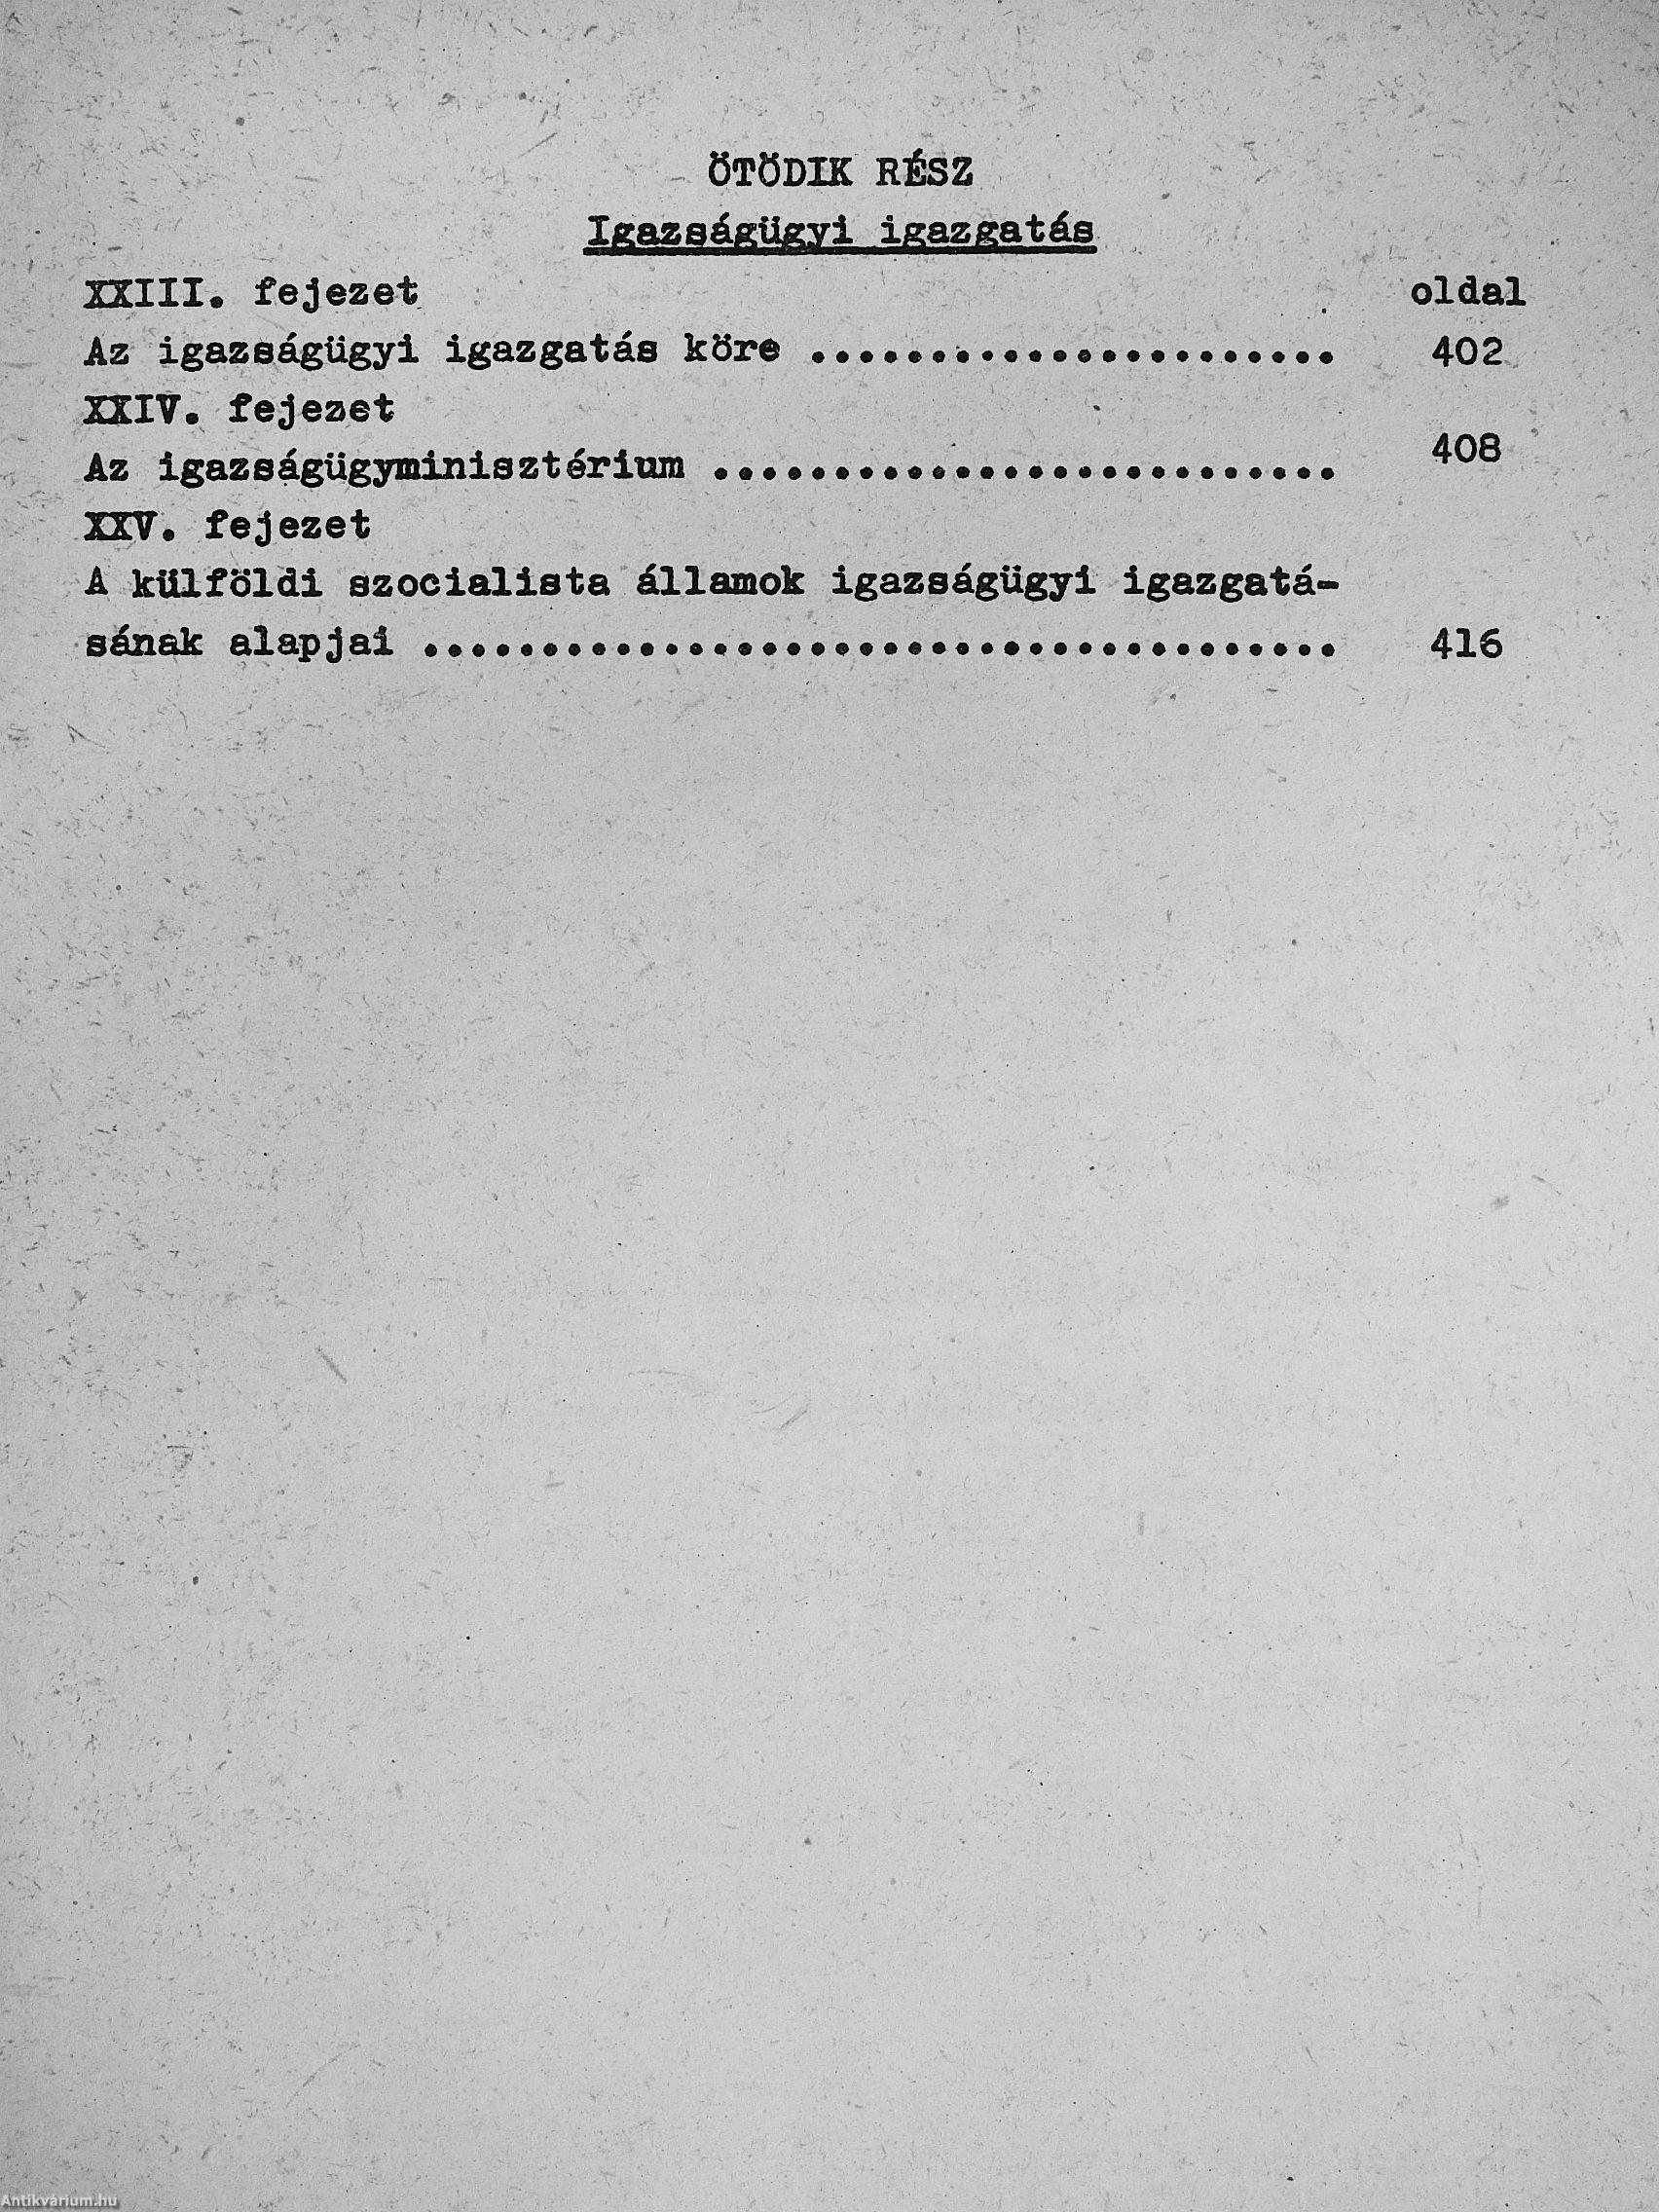 ÖTÖDIK RÉSZ
Igazságügyi igazgatás
XXIII. fejezet oldal
Az igazságügyi igazgatás köre ...................... 402
XXIV. fejezet
Az igazságügyminisztérium .......................... 408
XXV. fejezet
A külföldi szocialista államok igazságügyi igazgatá-
sának alapjai ...................................... 416
Antikvárium.hu